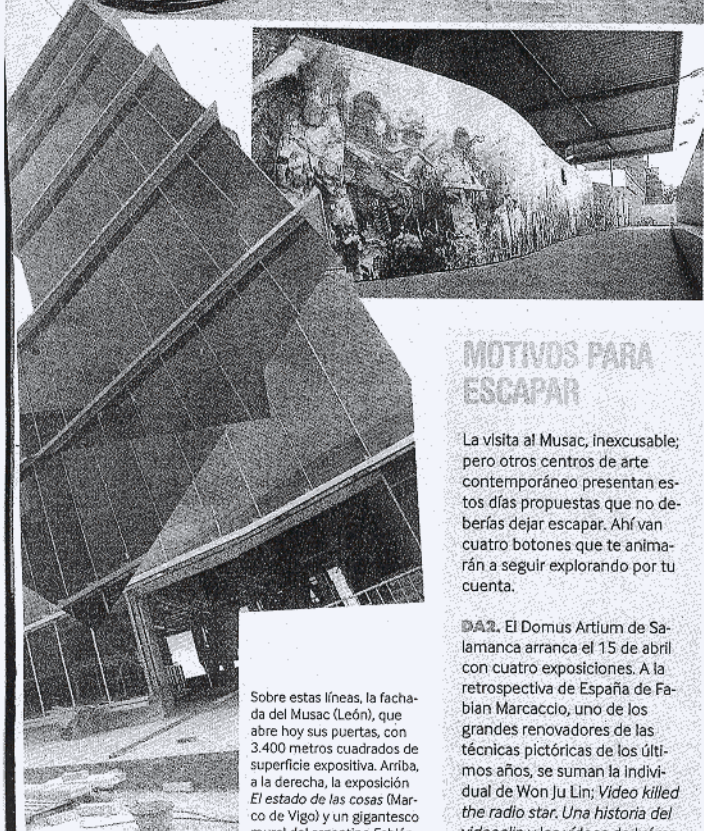 Sobre estas líneas, la facha-
da del Musac (León), que
abre hoy sus puertas, con
3.400 metros cuadrados de
superficie expositiva. Arriba,
a la derecha, la exposición
El estado de las cosas (Mar-
co de Vigo) y un gigantesco
mural del argentino Fabián
MOTIVOS PARA
ESCAPAR
La visita al Musac, inexcusable;
pero otros centros de arte
contemporáneo presentan es-
tos días propuestas que no de-
berías dejar escapar. Ahí van
cuatro botones que te anima-
rán a seguir explorando por tu
cuenta.
DA2. El Domus Artium de Sa-
lamanca arranca el 15 de abril
con cuatro exposiciones. A la
retrospectiva de España de Fa-
bian Marcaccio, uno de los
grandes renovadores de las
técnicas pictóricas de los últi-
mos años, se suman la indivi-
dual de Won Ju Lin; Video killed
the radio star. Una historia del